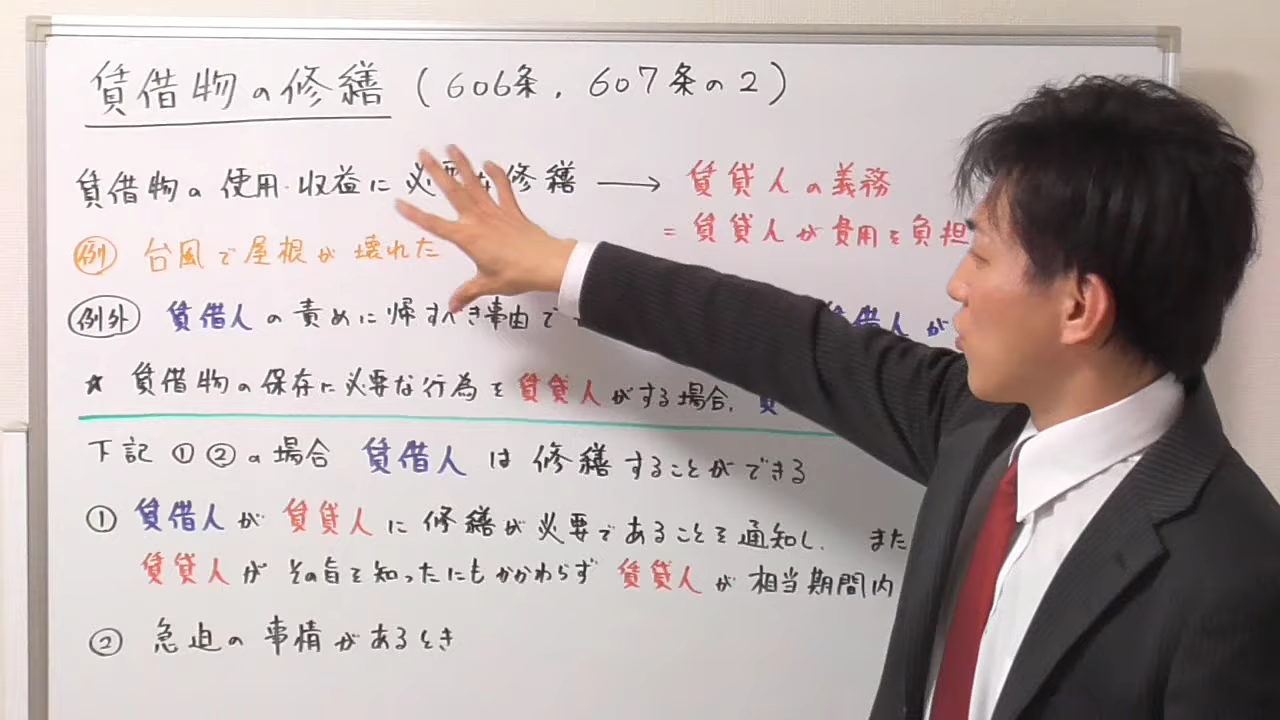 賃借物の修繕（606条，607条の2）
賃借物の使用・収益に必要な修繕 → 賃貸人の義務
＝賃貸人が費用を負担
例 台風で屋根が壊れた
例外 賃借人の責めに帰すべき事由で 賃借人が
★ 賃借物の保存に必要な行為を賃貸人がする場合，
下記①②の場合 賃借人は修繕することができる
① 賃借人が賃貸人に修繕が必要であることを通知し，また
賃貸人がその旨を知ったにもかかわらず賃貸人が相当期間内
② 急迫の事情があるとき